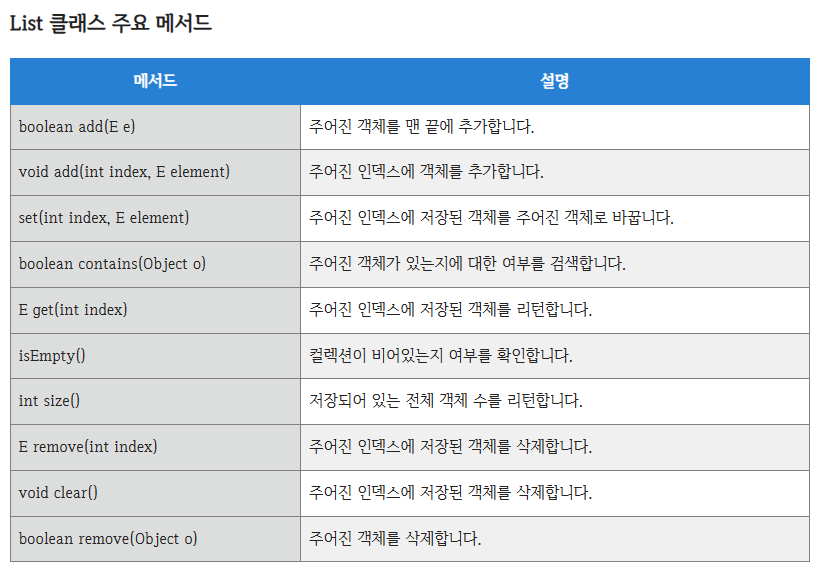 List 클래스 주요 메서드
메서드 설명
boolean add(E e) 주어진 객체를 맨 끝에 추가합니다.
void add(int index, E element) 주어진 인덱스에 객체를 추가합니다.
set(int index, E element) 주어진 인덱스에 저장된 객체를 주어진 객체로 바꿉니다.
boolean contains(Object o) 주어진 객체가 있는지에 대한 여부를 검색합니다.
E get(int index) 주어진 인덱스에 저장된 객체를 리턴합니다.
isEmpty() 컬렉션이 비어있는지 여부를 확인합니다.
int size() 저장되어 있는 전체 객체 수를 리턴합니다.
E remove(int index) 주어진 인덱스에 저장된 객체를 삭제합니다.
void clear() 주어진 인덱스에 저장된 객체를 삭제합니다.
boolean remove(Object o) 주어진 객체를 삭제합니다.